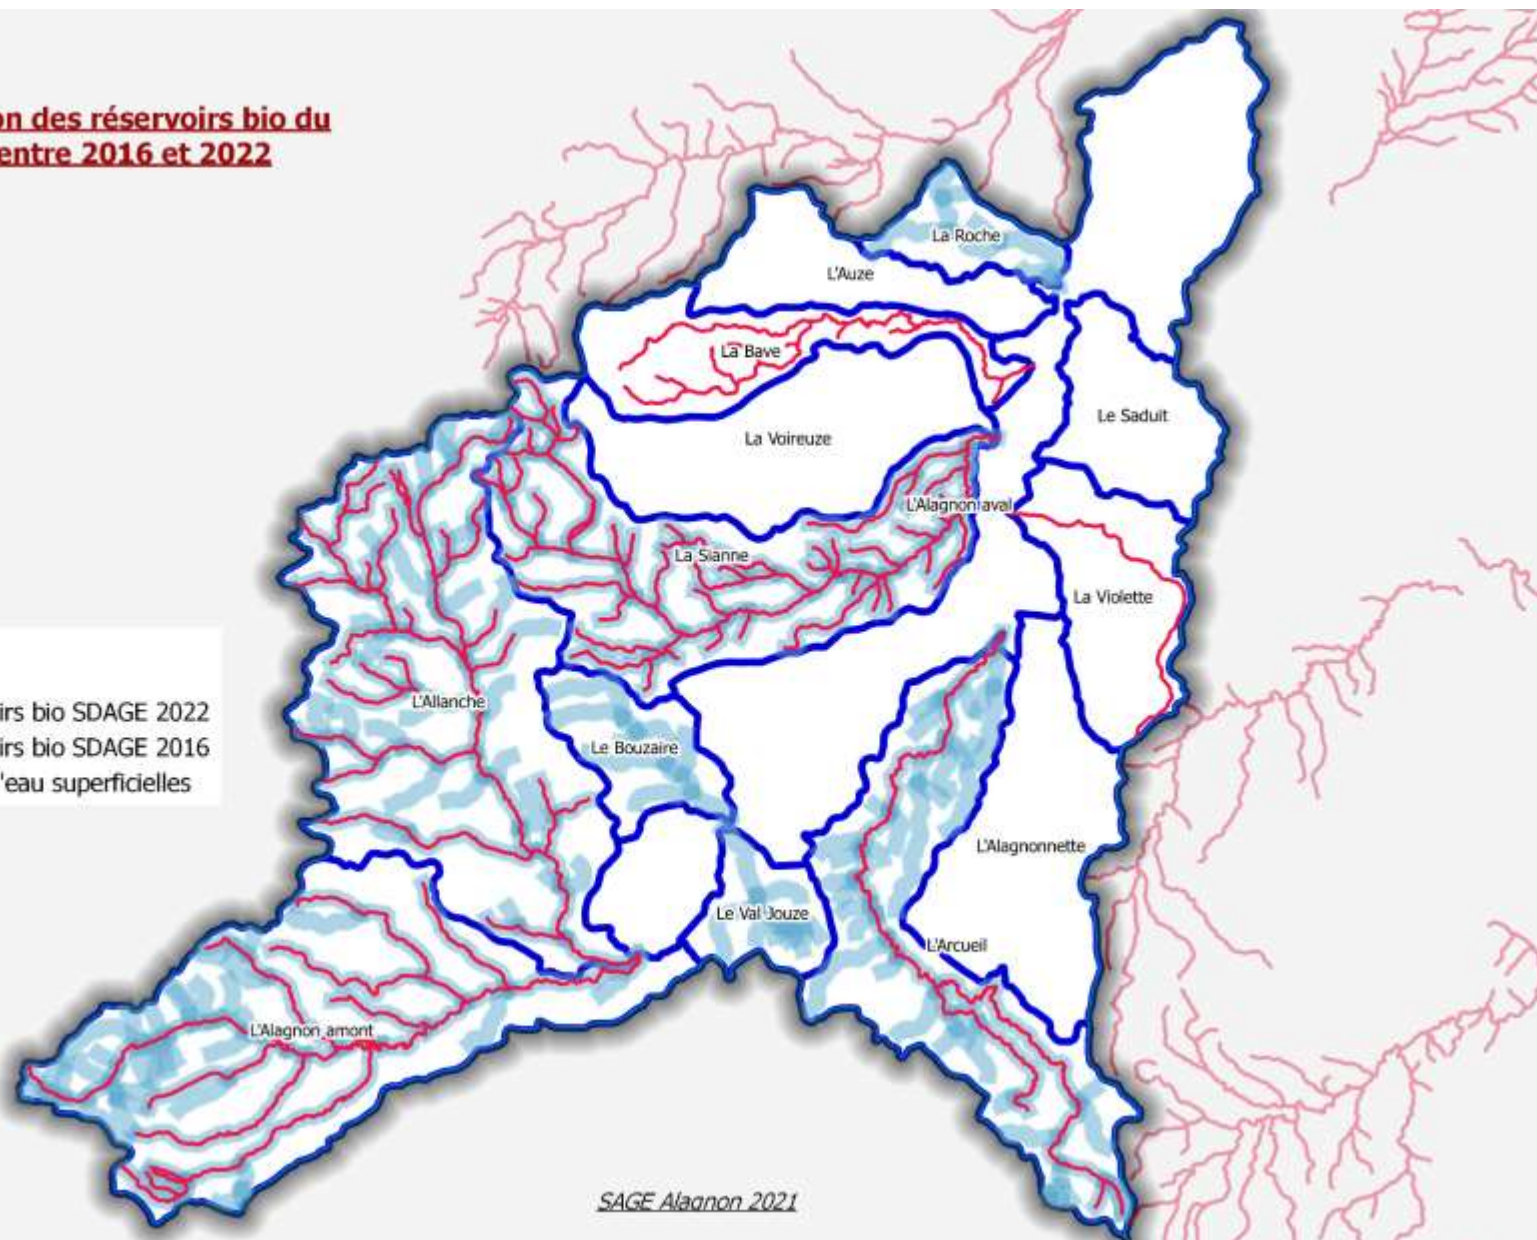 on des réservoirs bio du
entre 2016 et 2022
La Roche
L'Auze
La Bave
Le Saduit
La Voireuze
L'Alagnon aval
La Sianne
La Violette
L'Allanche
irs bio SDAGE 2022
Le Bouzaire
irs bio SDAGE 2016
'eau superficielles
L'Alagnonnette
Le Val Jouze
L'Arcueil
L'Alagnon amont
SAGE Alagnon 2021